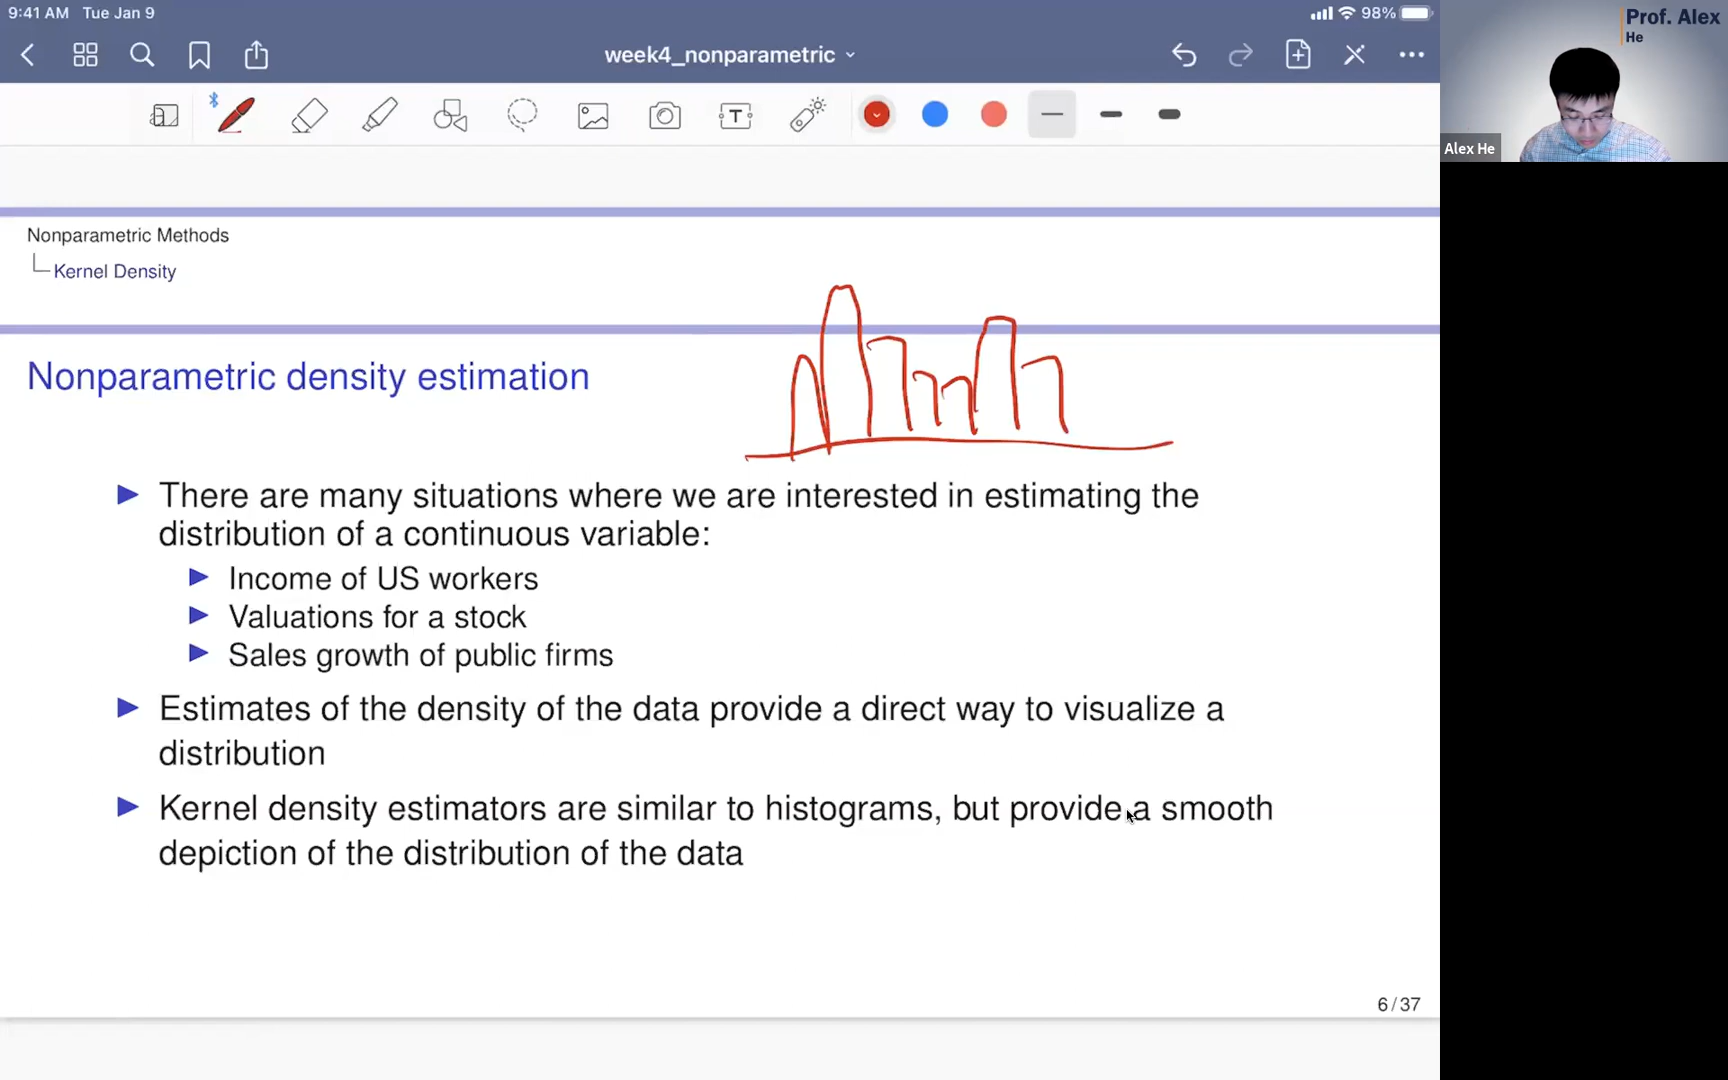 9:41 AM Tue Jan 9
98%
week4_nonparametric
T
Prof. Alex
He
Alex He
Nonparametric Methods
Kernel Density
Nonparametric density estimation
There are many situations where we are interested in estimating the
distribution of a continuous variable:
Income of US workers
Valuations for a stock
Sales growth of public firms
Estimates of the density of the data provide a direct way to visualize a
distribution
Kernel density estimators are similar to histograms, but provide a smooth
depiction of the distribution of the data
6 / 37